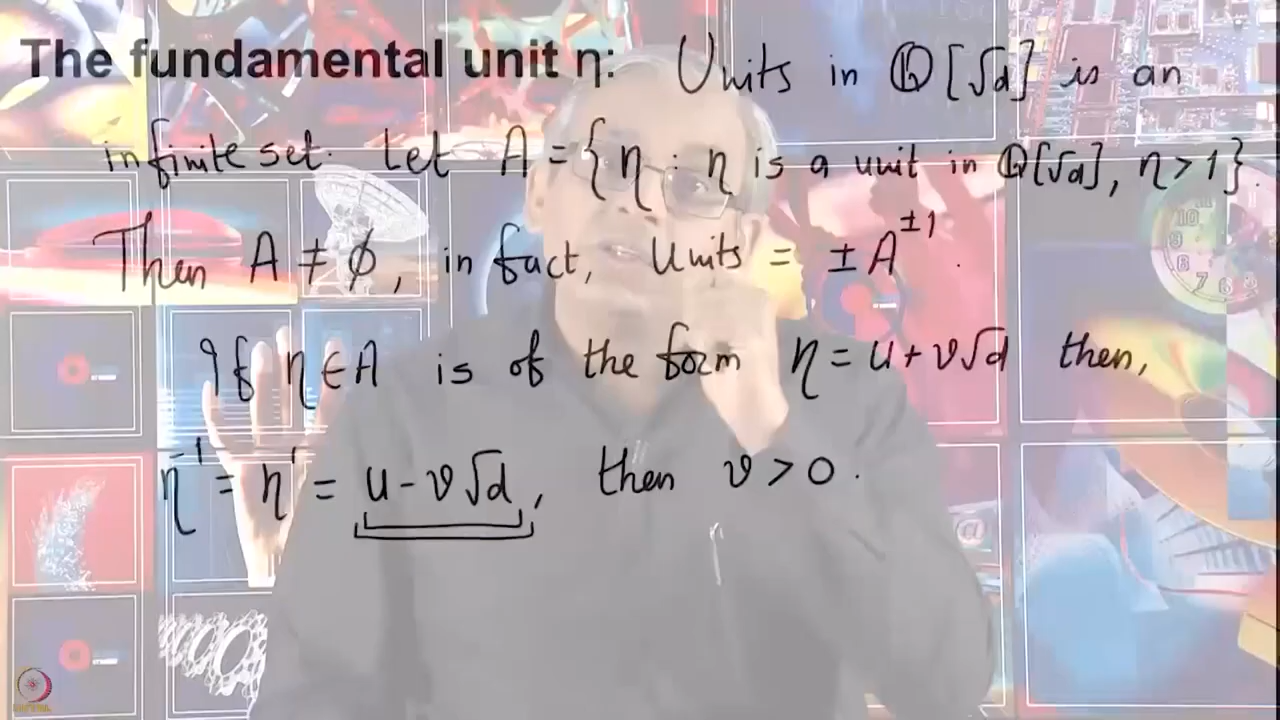 The fundamental unit η: Units in ℚ[√d] is an
infinite set. Let A = {η : η is a unit in ℚ[√d], η > 1}.
Then A ≠ ∅, in fact, Units = ±A^{±1}.
If η ∈ A is of the form η = u + v√d then,
η^{-1} = η' = u - v√d, then v > 0.